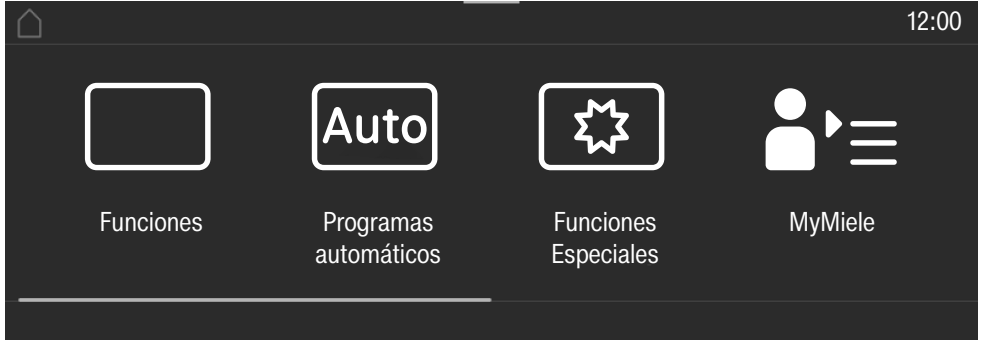 12:00
Auto
Funciones
Programas
automáticos
Funciones
Especiales
MyMiele